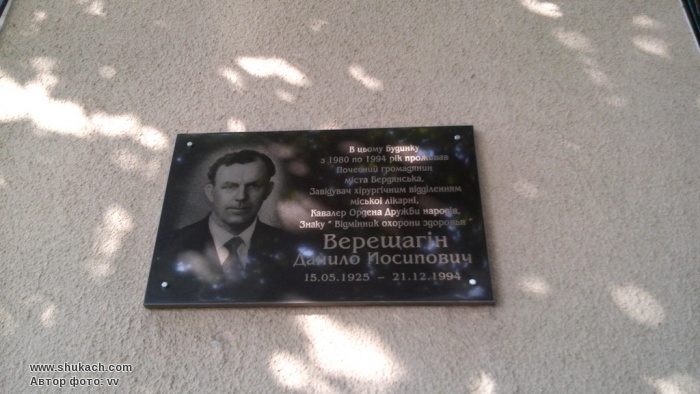 В цьому будинку
з 1980 по 1994 рік проживав
Почесний громадянин
міста Бердянська,
Завідувач хірургічним відділенням
міської лікарні,
Кавалер Ордена Дружби народів,
Знаку " Відмінник охорони здоровья "
Верещагін
Данило Йосипович
15.05.1925 – 21.12.1994
www.shukach.com
Автор фото: vv